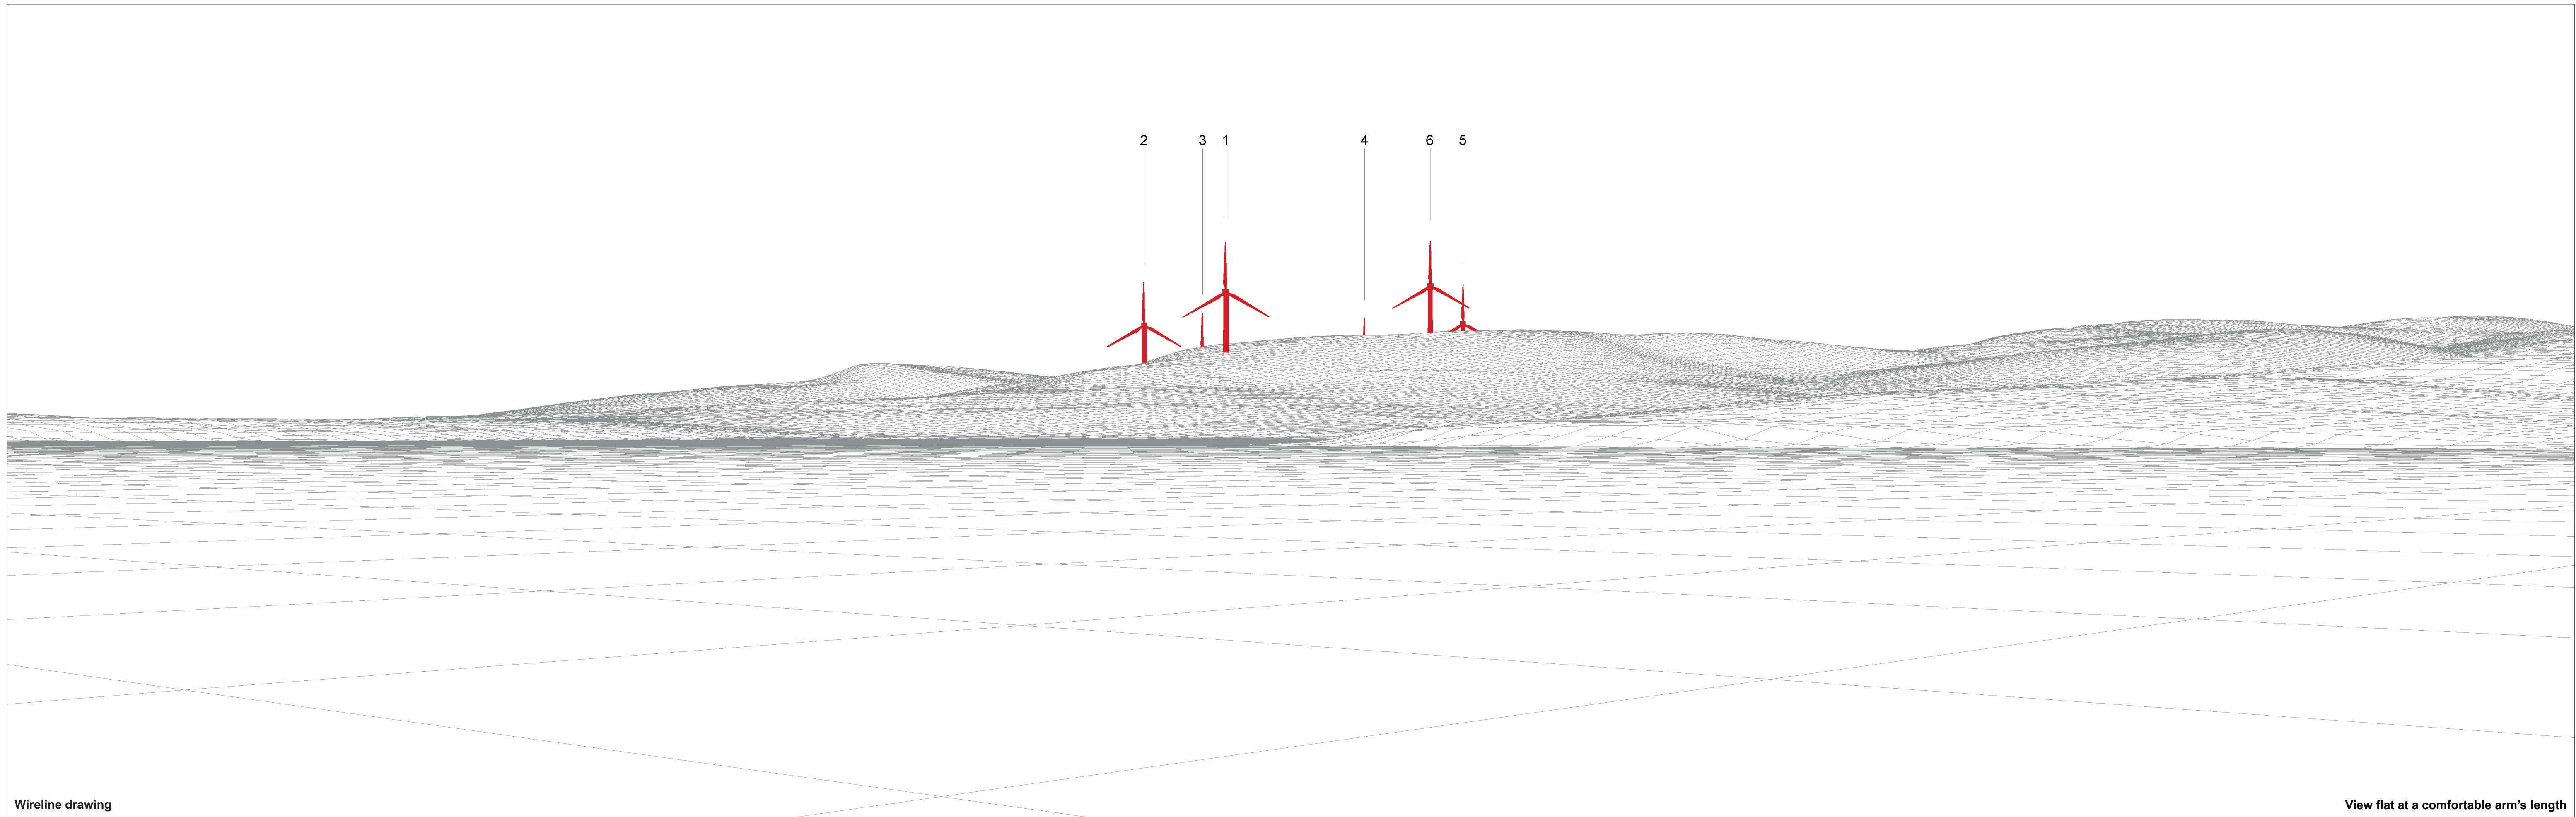 2 3 1 4 6 5
Wireline drawing
View flat at a comfortable arm's length